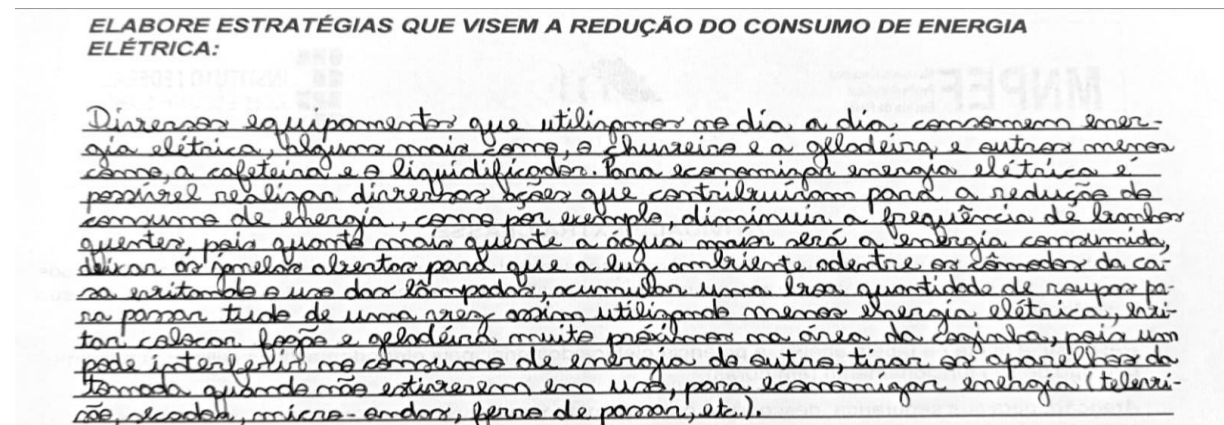 ELABORE ESTRATÉGIAS QUE VISEM A REDUÇÃO DO CONSUMO DE ENERGIA
ELÉTRICA:
Diversos equipamentos que utilizamos no dia a dia consomem ener-
gia elétrica, alguns mais como, o chuveiro e a geladeira e outros menos
como, a cafeteira e o liquidificador. Para economizar energia elétrica é
possível realizar diversas ações que contribuiriam para a redução do
consumo de energia, como por exemplo, diminuir a frequência de banhos
quentes, pois quanto mais quente a água maior será a energia consumida,
deixar as janelas abertas para que a luz ambiente adentre os cômodos da ca-
sa evitando o uso das lâmpadas, acumular uma boa quantidade de roupas pa-
ra passar tudo de uma vez assim utilizando menos energia elétrica, evi-
tar colocar fogão e geladeira muito próximos na área da cozinha, pois um
pode interferir no consumo de energia do outro, tirar os aparelhos da
tomada quando não estiverem em uso, para economizar energia (televi-
são, secador, micro-ondas, ferro de passar, etc.).
MNPEF